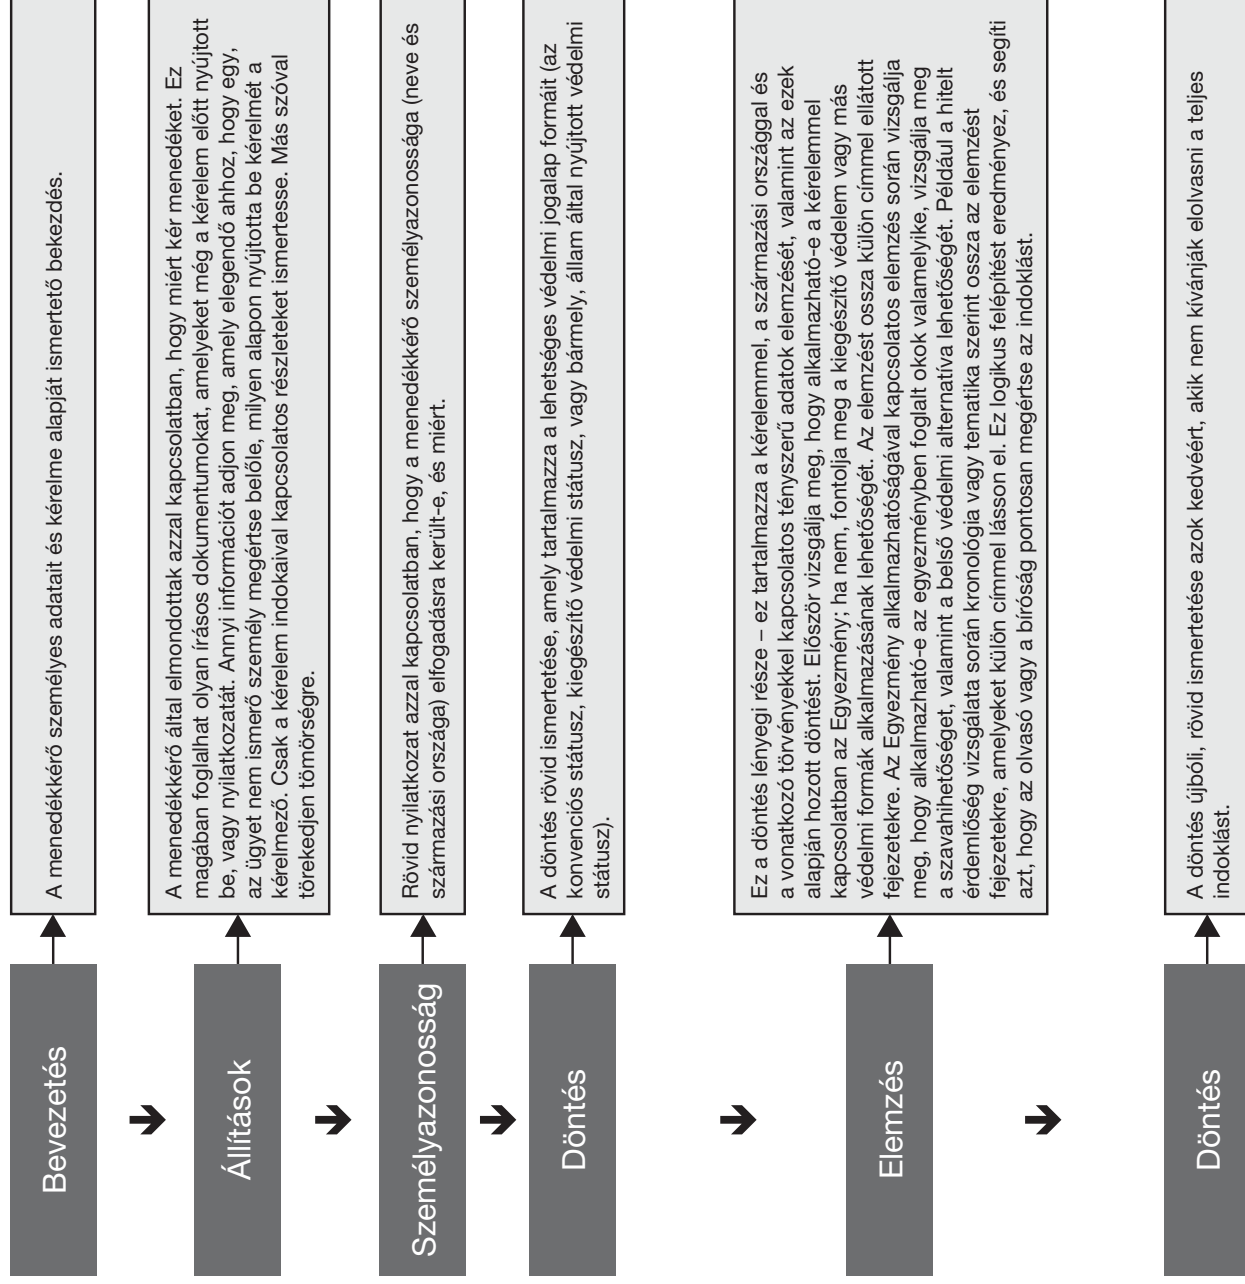 Bevezetés
A menedékkérő személyes adatait és kérelme alapját ismertető bekezdés.
Állítások
A menedékkérő által elmondottak azzal kapcsolatban, hogy miért kér menedéket. Ez
magában foglalhat olyan írásos dokumentumokat, amelyeket még a kérelem előtt nyújtott
be, vagy nyilatkozatát. Annyi információt adjon meg, amely elegendő ahhoz, hogy egy,
az ügyet nem ismerő személy megértse belőle, milyen alapon nyújtotta be kérelmét a
kérelmező. Csak a kérelem indokaival kapcsolatos részleteket ismertesse. Más szóval
törekedjen tömörségre.
Személyazonosság
Rövid nyilatkozat azzal kapcsolatban, hogy a menedékkérő személyazonossága (neve és
származási országa) elfogadásra került-e, és miért.
Döntés
A döntés rövid ismertetése, amely tartalmazza a lehetséges védelmi jogalap formáit (az
konvenciós státusz, kiegészítő védelmi státusz, vagy bármely, állam által nyújtott védelmi
státusz).
Elemzés
Ez a döntés lényegi része – ez tartalmazza a kérelemmel, a származási országgal és
a vonatkozó törvényekkel kapcsolatos tényszerű adatok elemzését, valamint az ezek
alapján hozott döntést. Először vizsgálja meg, hogy alkalmazható-e a kérelemmel
kapcsolatban az Egyezmény; ha nem, fontolja meg a kiegészítő védelem vagy más
védelmi formák alkalmazásának lehetőségét. Az elemzést ossza külön címmel ellátott
fejezetekre. Az Egyezmény alkalmazhatóságával kapcsolatos elemzés során vizsgálja
meg, hogy alkalmazható-e az egyezményben foglalt okok valamelyike, vizsgálja meg
a szavahihetőséget, valamint a belső védelmi alternatíva lehetőségét. Például a hitelt
érdemlőség vizsgálata során kronológia vagy tematika szerint ossza az elemzést
fejezetekre, amelyeket külön címmel lásson el. Ez logikus felépítést eredményez, és segíti
azt, hogy az olvasó vagy a bíróság pontosan megértse az indoklást.
Döntés
A döntés újbóli, rövid ismertetése azok kedvéért, akik nem kívánják elolvasni a teljes
indoklást.